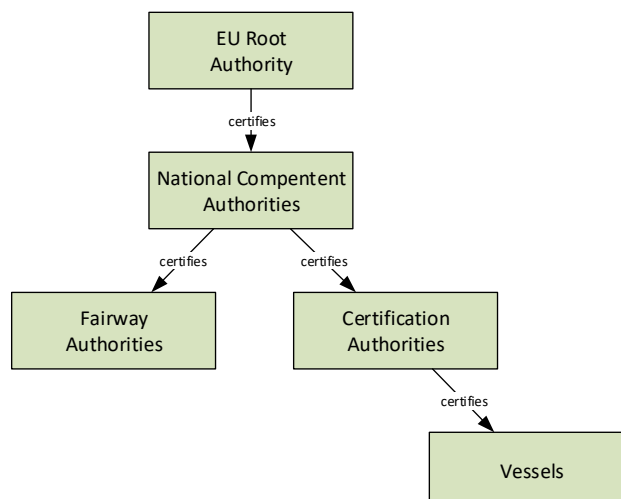 EU Root
Authority
certifies
National Compentent
Authorities
certifies
certifies
Fairway
Authorities
Certification
Authorities
certifies
Vessels